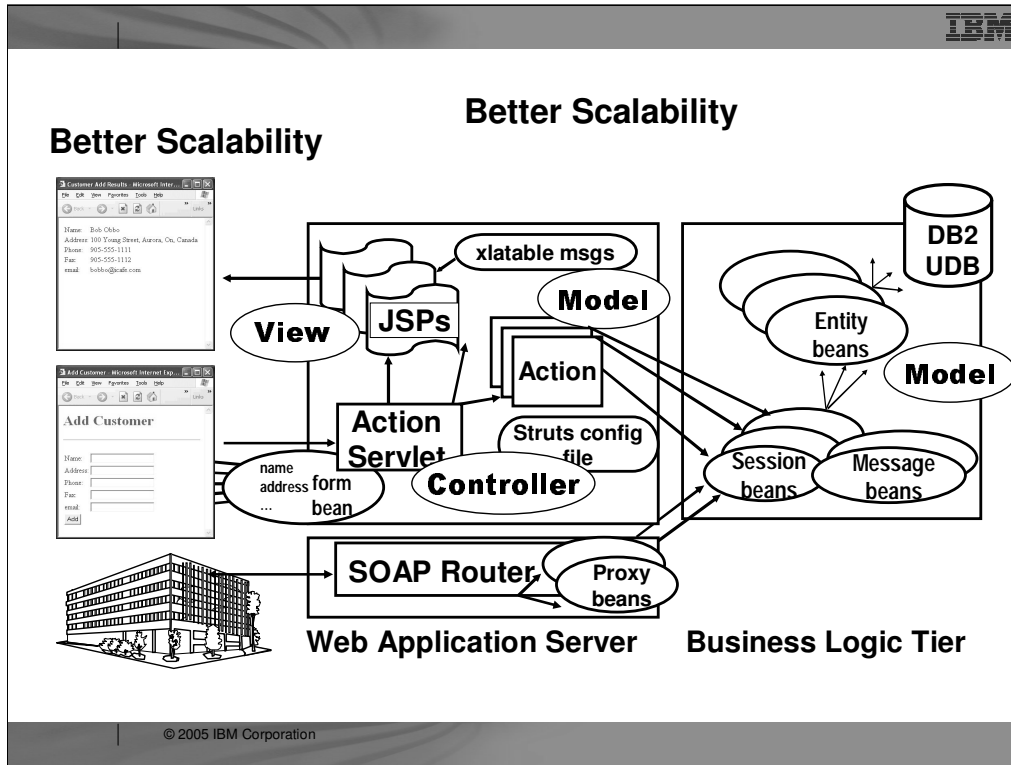 IBM
Better Scalability
Better Scalability
Customer Add Results - Microsoft Inter...
File Edit View Favorites Tools Help
Back
Links
Name: Bob Obbo
Address 100 Young Street, Aurora, On, Canada
Phone: 905-555-1111
Fax: 905-555-1112
email: bobbo@icafe.com
Add Customer - Microsoft Internet Exp...
File Edit View Favorites Tools Help
Back
Links
Add Customer
Name:
Address
Phone:
Fax:
email:
Add
View
JSPs
xlatable msgs
Model
Action
Action
Servlet
Struts config
file
Controller
name
address
...
form
bean
SOAP Router
Proxy
beans
Web Application Server
DB2
UDB
Entity
beans
Model
Session
beans
Message
beans
Business Logic Tier
© 2005 IBM Corporation